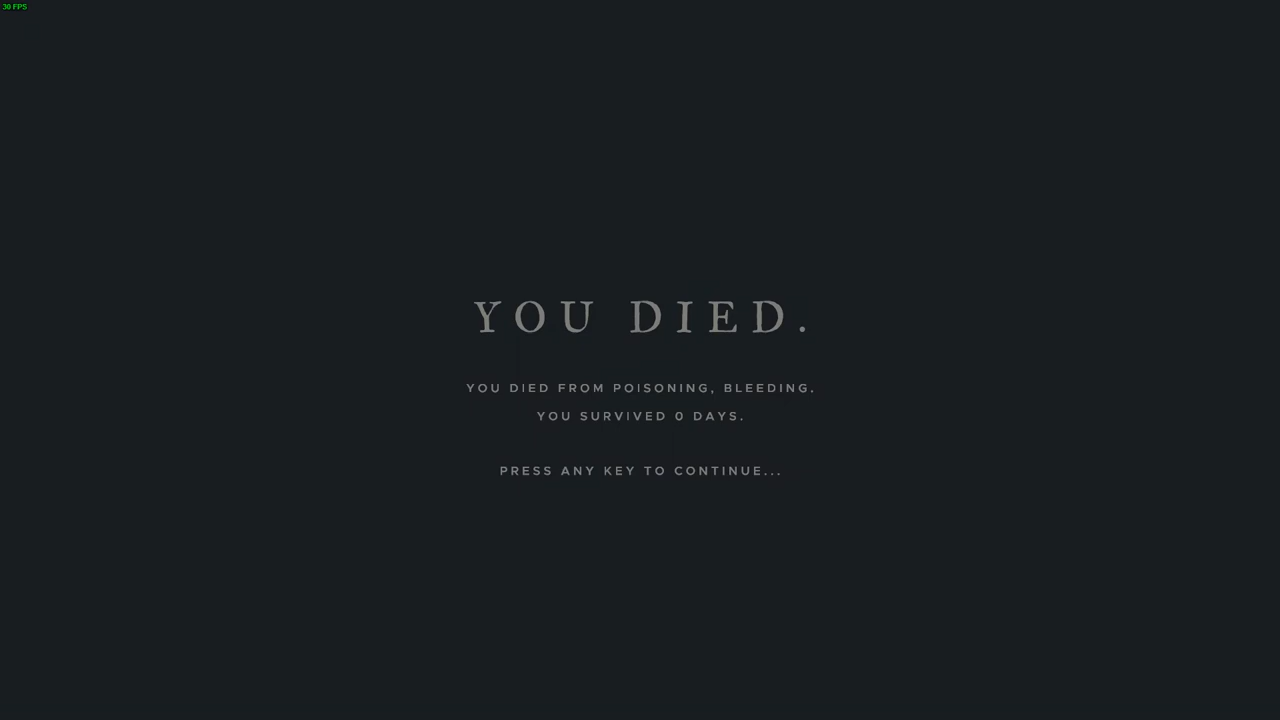 30 FPS
YOU DIED.
YOU DIED FROM POISONING, BLEEDING.
YOU SURVIVED 0 DAYS.
PRESS ANY KEY TO CONTINUE...